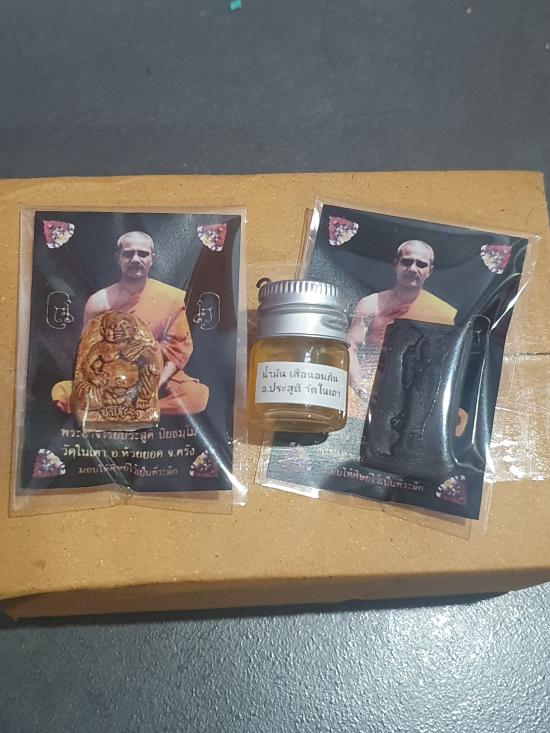 พระอาจารย์ประสูติ ปิยธมฺโม
วัดในเตา อ.ห้วยยอด จ.ตรัง
มอบให้ศิษย์ไว้เป็นที่ระลึก
น้ำมัน เสือนอนกิน
อ.ประสูติ วัดในเตา
มอบให้ศิษย์ไว้เป็นที่ระลึก